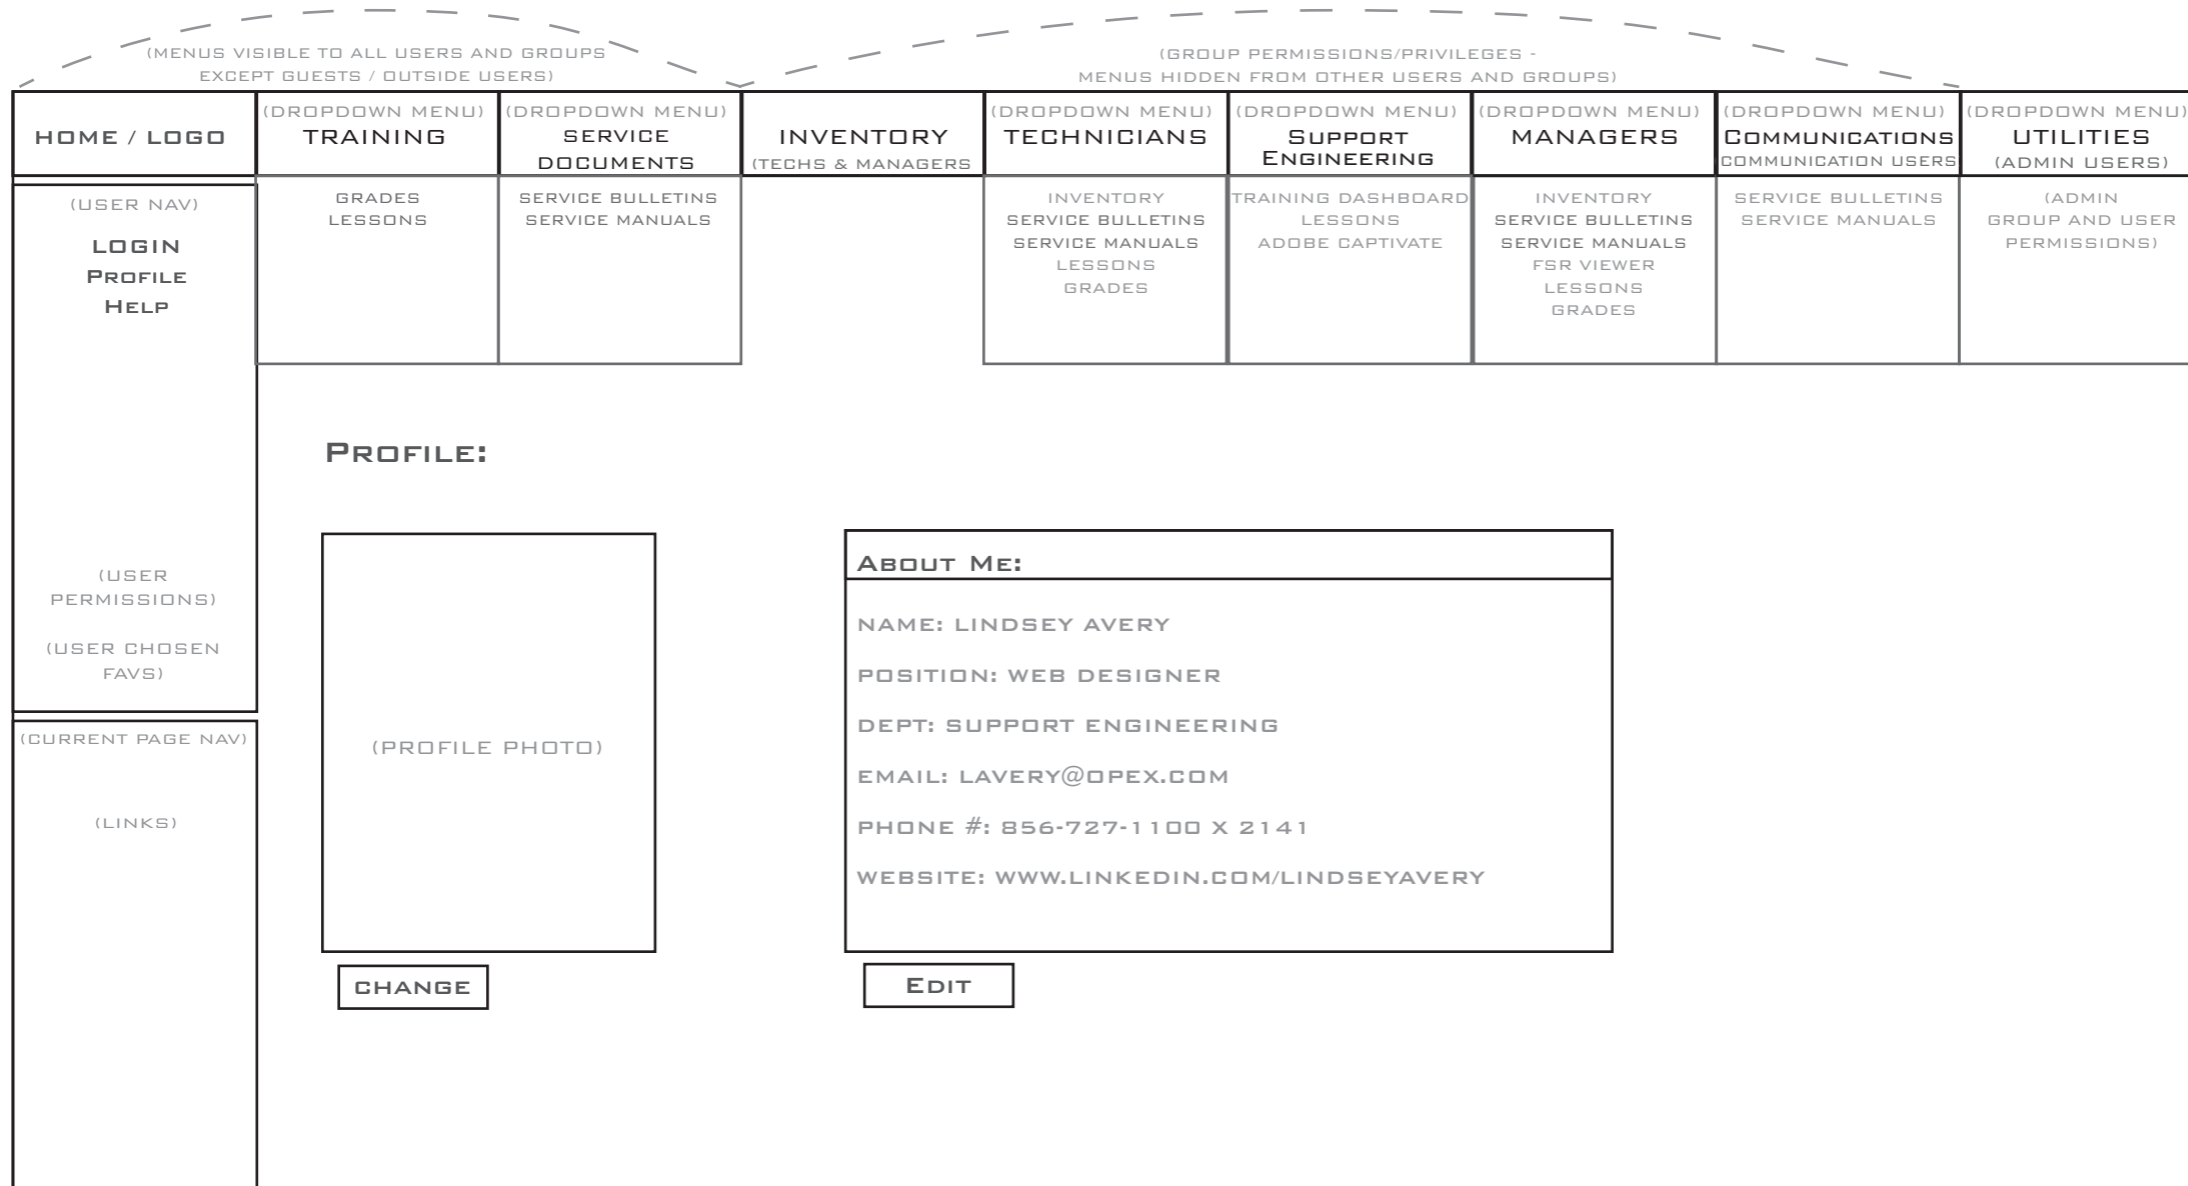 (MENUS VISIBLE TO ALL USERS AND GROUPS
EXCEPT GUESTS / OUTSIDE USERS)
(GROUP PERMISSIONS/PRIVILEGES -
MENUS HIDDEN FROM OTHER USERS AND GROUPS)
HOME / LOGO
(DROPDOWN MENU)
TRAINING
(DROPDOWN MENU)
SERVICE
DOCUMENTS
INVENTORY
(TECHS & MANAGERS
(DROPDOWN MENU)
TECHNICIANS
(DROPDOWN MENU)
SUPPORT
ENGINEERING
(DROPDOWN MENU)
MANAGERS
(DROPDOWN MENU)
COMMUNICATIONS
COMMUNICATION USERS
(DROPDOWN MENU)
UTILITIES
(ADMIN USERS)
(USER NAV)
LOGIN
PROFILE
HELP
(USER
PERMISSIONS)
(USER CHOSEN
FAVS)
(CURRENT PAGE NAV)
(LINKS)
GRADES
LESSONS
SERVICE BULLETINS
SERVICE MANUALS
INVENTORY
SERVICE BULLETINS
SERVICE MANUALS
LESSONS
GRADES
TRAINING DASHBOARD
LESSONS
ADOBE CAPTIVATE
INVENTORY
SERVICE BULLETINS
SERVICE MANUALS
FSR VIEWER
LESSONS
GRADES
SERVICE BULLETINS
SERVICE MANUALS
(ADMIN
GROUP AND USER
PERMISSIONS)
PROFILE:
(PROFILE PHOTO)
CHANGE
ABOUT ME:
NAME: LINDSEY AVERY
POSITION: WEB DESIGNER
DEPT: SUPPORT ENGINEERING
EMAIL: LAVERY@OPEX.COM
PHONE #: 856-727-1100 X 2141
WEBSITE: WWW.LINKEDIN.COM/LINDSEYAVERY
EDIT